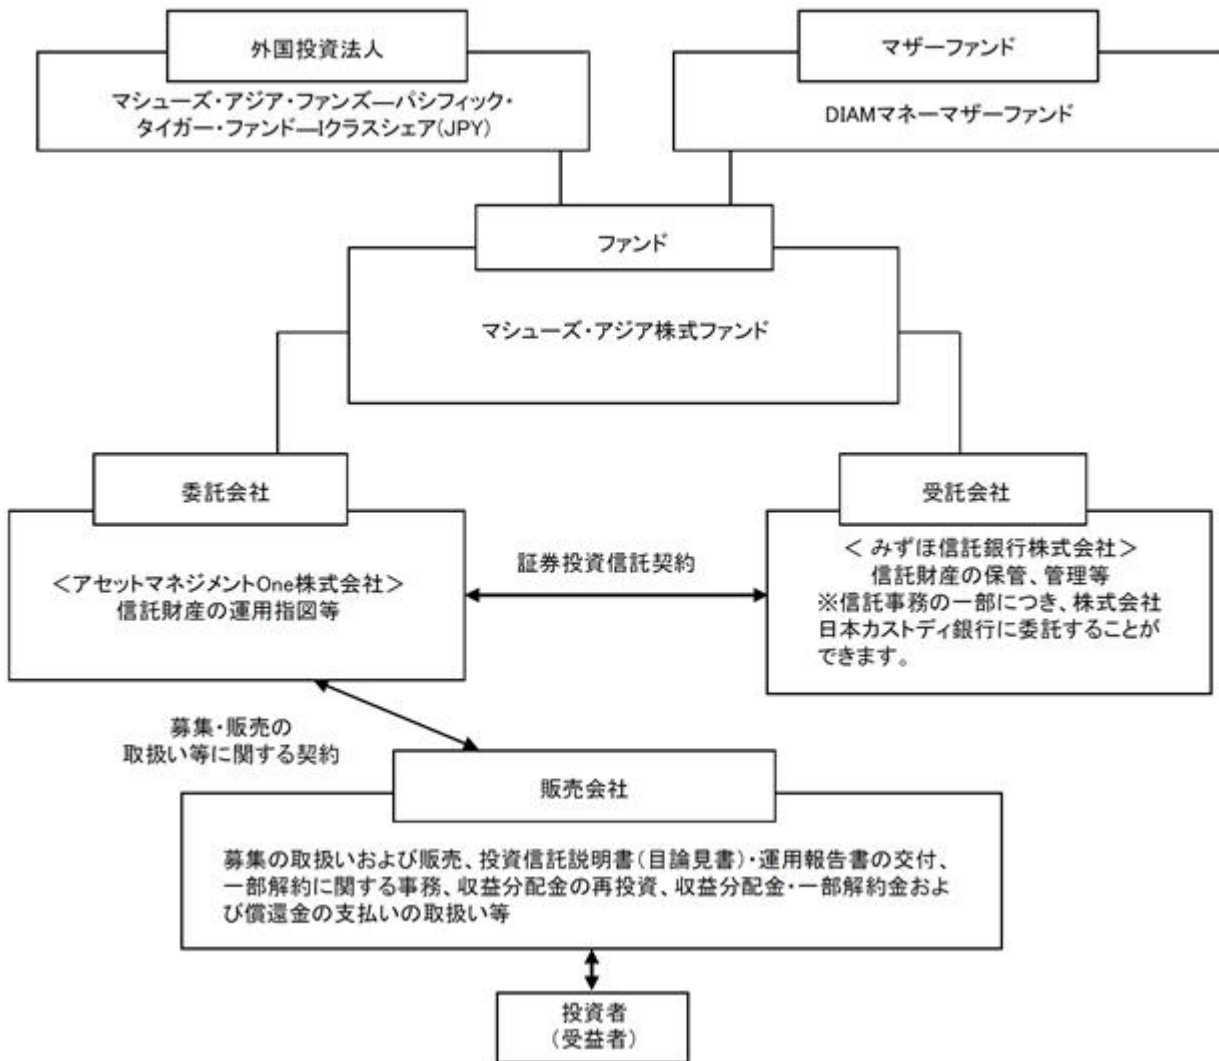 外国投資法人
マシューズ・アジア・ファンズ―パシフィック・
タイガー・ファンド―Iクラスシェア(JPY)
マザーファンド
DIAMマネーマザーファンド
ファンド
マシューズ・アジア株式ファンド
委託会社
＜アセットマネジメントOne株式会社＞
信託財産の運用指図等
証券投資信託契約
受託会社
＜ みずほ信託銀行株式会社＞
信託財産の保管、管理等
※信託事務の一部につき、株式会社
日本カストディ銀行に委託することが
できます。
募集・販売の
取扱い等に関する契約
販売会社
募集の取扱いおよび販売、投資信託説明書(目論見書)・運用報告書の交付、
一部解約に関する事務、収益分配金の再投資、収益分配金・一部解約金およ
び償還金の支払いの取扱い等
投資者
(受益者)